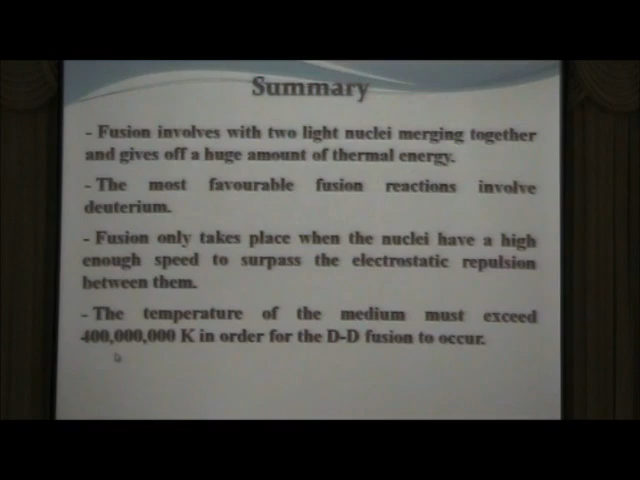 Summary
- Fusion involves with two light nuclei merging together
and gives off a huge amount of thermal energy.
- The most favourable fusion reactions involve
deuterium.
- Fusion only takes place when the nuclei have a high
enough speed to surpass the electrostatic repulsion
between them.
- The temperature of the medium must exceed
400,000,000 K in order for the D-D fusion to occur.